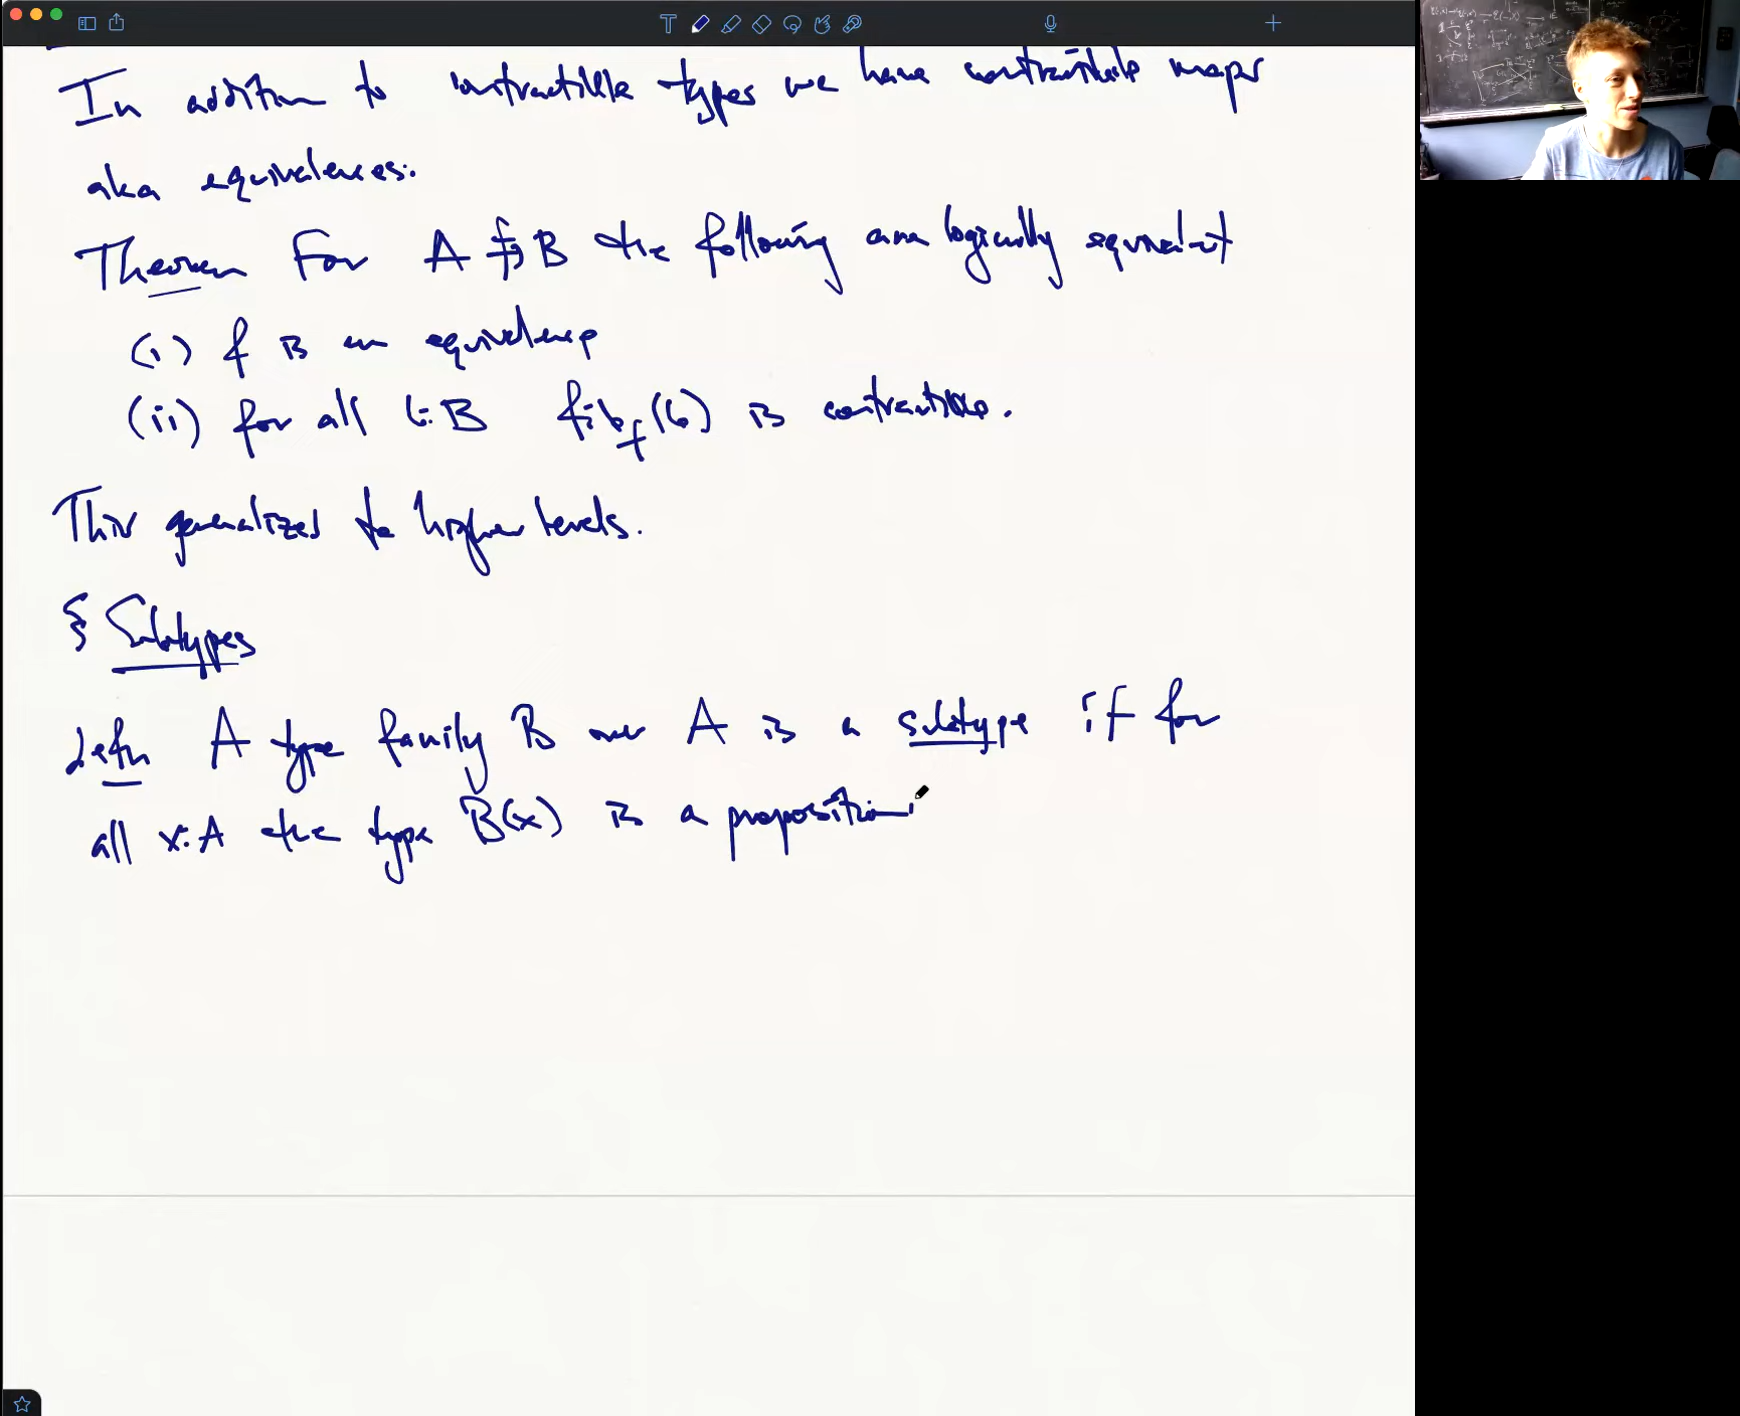 In addition to contractible types we have contractible maps
aka equivalences.
Theorem For A →f B the following are logically equivalent
(i) f is an equivalence
(ii) for all b:B fib_f(b) is contractible.
This generalizes to higher levels.
§ Subtypes
Defn A type family B over A is a subtype if for
all x:A the type B(x) is a proposition